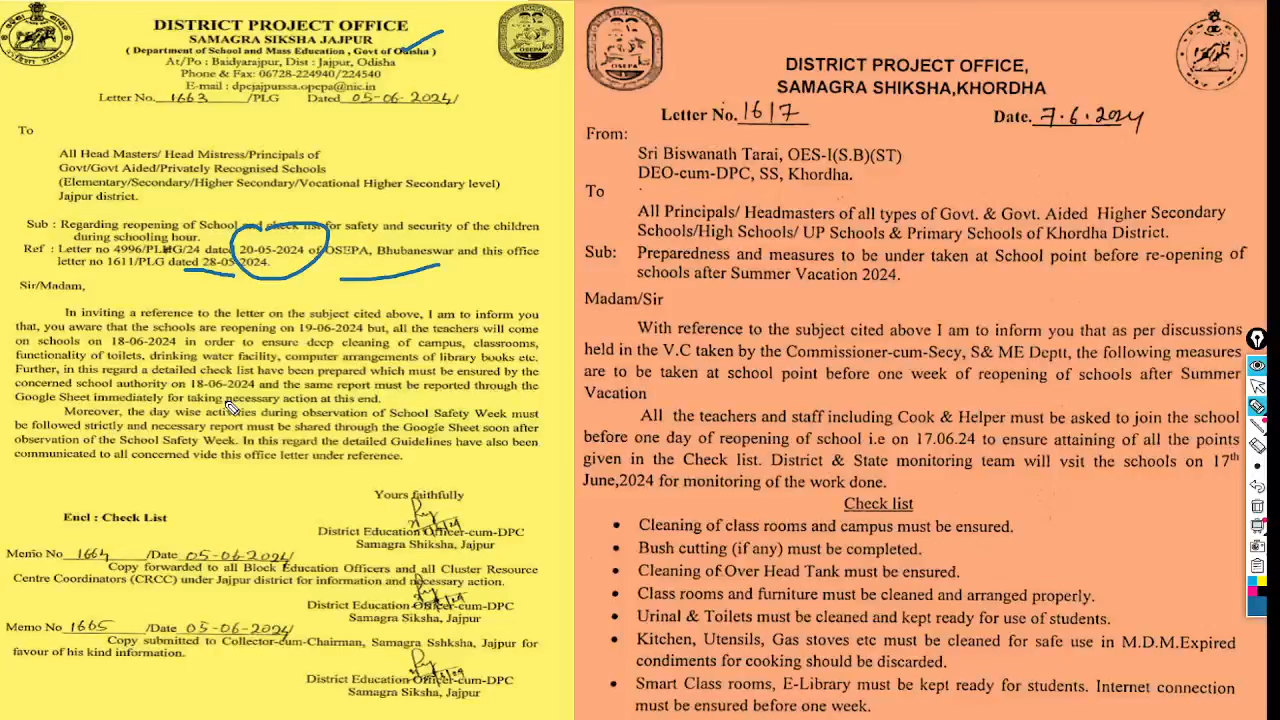 DISTRICT PROJECT OFFICE
SAMAGRA SIKSHA JAJPUR
( Department of School and Mass Education , Govt of Odisha )
At/Po : Baidyarajpur, Dist : Jajpur, Odisha
Phone & Fax: 06728-224940/224540
E-mail : dpcjajpurssa.opepa@nic.in
Letter No. 1663 /PLG Dated 05-06-2024/
To
All Head Masters/ Head Mistress/Principals of
Govt/Govt Aided/Privately Recognised Schools
(Elementary/Secondary/Higher Secondary/Vocational Higher Secondary level)
Jajpur district.
Sub : Regarding reopening of School and check list for safety and security of the children
during schooling hour.
Ref : Letter no 4996/PLG/24 dated 20-05-2024 of OSEPA, Bhubaneswar and this office
letter no 1611/PLG dated 28-05-2024.
Sir/Madam,
In inviting a reference to the letter on the subject cited above, I am to inform you
that, you aware that the schools are reopening on 19-06-2024 but, all the teachers will come
on schools on 18-06-2024 in order to ensure deep cleaning of campus, classrooms,
functionality of toilets, drinking water facility, computer arrangements of library books etc.
Further, in this regard a detailed check list have been prepared which must be ensured by the
concerned school authority on 18-06-2024 and the same report must be reported through the
Google Sheet immediately for taking necessary action at this end.
Moreover, the day wise activities during observation of School Safety Week must
be followed strictly and necessary report must be shared through the Google Sheet soon after
observation of the School Safety Week. In this regard the detailed Guidelines have also been
communicated to all concerned vide this office letter under reference.
Yours faithfully
Encl : Check List
District Education Officer-cum-DPC
Samagra Shiksha, Jajpur
Memo No 1664 /Date 05-06-2024/
Copy forwarded to all Block Education Officers and all Cluster Resource
Centre Coordinators (CRCC) under Jajpur district for information and necessary action.
District Education Officer-cum-DPC
Samagra Siksha, Jajpur
Memo No 1665 /Date 05-06-2024/
Copy submitted to Collector-cum-Chairman, Samagra Sshksha, Jajpur for
favour of his kind information.
District Education Officer-cum-DPC
Samagra Siksha, Jajpur
DISTRICT PROJECT OFFICE,
SAMAGRA SHIKSHA,KHORDHA
Letter No. 1617 Date. 7.6.2024
From:
Sri Biswanath Tarai, OES-I(S.B)(ST)
DEO-cum-DPC, SS, Khordha.
To
All Principals/ Headmasters of all types of Govt. & Govt. Aided Higher Secondary
Schools/High Schools/ UP Schools & Primary Schools of Khordha District.
Sub: Preparedness and measures to be under taken at School point before re-opening of
schools after Summer Vacation 2024.
Madam/Sir
With reference to the subject cited above I am to inform you that as per discussions
held in the V.C taken by the Commissioner-cum-Secy, S& ME Deptt, the following measures
are to be taken at school point before one week of reopening of schools after Summer
Vacation
All the teachers and staff including Cook & Helper must be asked to join the school
before one day of reopening of school i.e on 17.06.24 to ensure attaining of all the points
given in the Check list. District & State monitoring team will vsit the schools on 17th
June,2024 for monitoring of the work done.
Check list
• Cleaning of class rooms and campus must be ensured.
• Bush cutting (if any) must be completed.
• Cleaning of Over Head Tank must be ensured.
• Class rooms and furniture must be cleaned and arranged properly.
• Urinal & Toilets must be cleaned and kept ready for use of students.
• Kitchen, Utensils, Gas stoves etc must be cleaned for safe use in M.D.M.Expired
condiments for cooking should be discarded.
• Smart Class rooms, E-Library must be kept ready for students. Internet connection
must be ensured before one week.